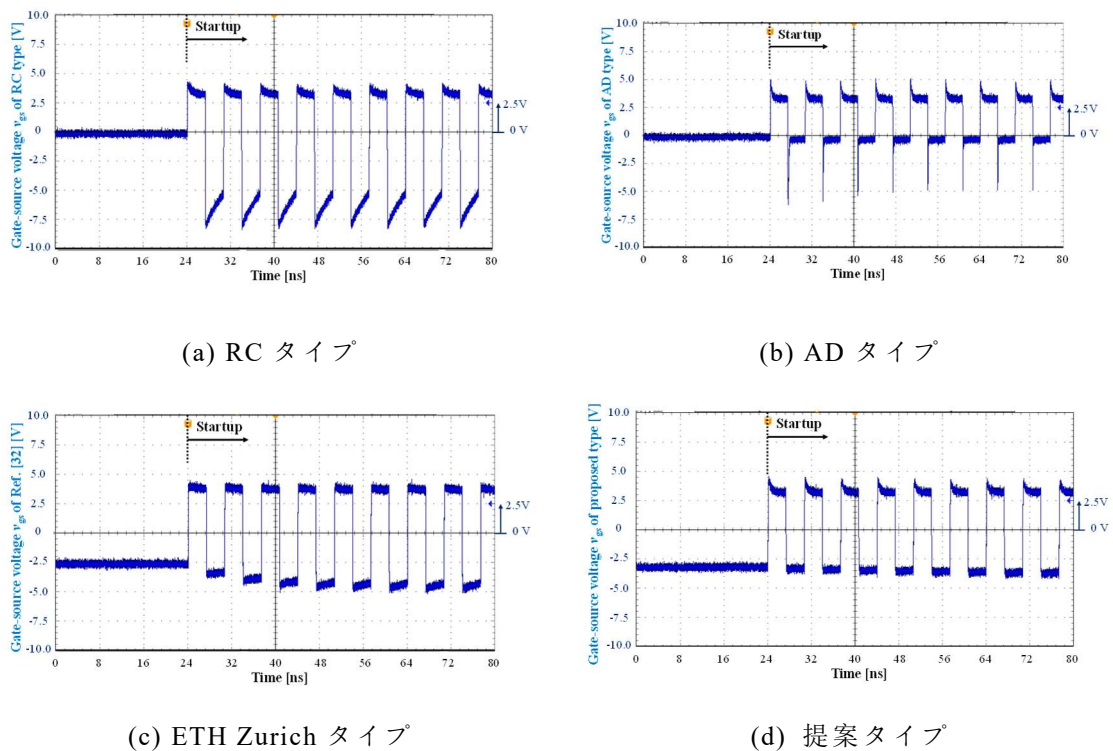 Gate-source voltage vgs of RC type [V]
10.0
7.5
5.0
2.5
0
-2.5
-5.0
-7.5
-10.0
Startup
2.5V
0 V
0 8 16 24 32 40 48 56 64 72 80
Time [ns]
(a) RC タイプ
Gate-source voltage vgs of AD type [V]
10.0
7.5
5.0
2.5
0
-2.5
-5.0
-7.5
-10.0
Startup
2.5V
0 V
0 8 16 24 32 40 48 56 64 72 80
Time [ns]
(b) AD タイプ
Gate-source voltage vgs of Ref. [32] [V]
10.0
7.5
5.0
2.5
0
-2.5
-5.0
-7.5
-10.0
Startup
2.5V
0 V
0 8 16 24 32 40 48 56 64 72 80
Time [ns]
(c) ETH Zurich タイプ
Gate-source voltage vgs of proposed type [V]
10.0
7.5
5.0
2.5
0
-2.5
-5.0
-7.5
-10.0
Startup
2.5V
0 V
0 8 16 24 32 40 48 56 64 72 80
Time [ns]
(d) 提案タイプ